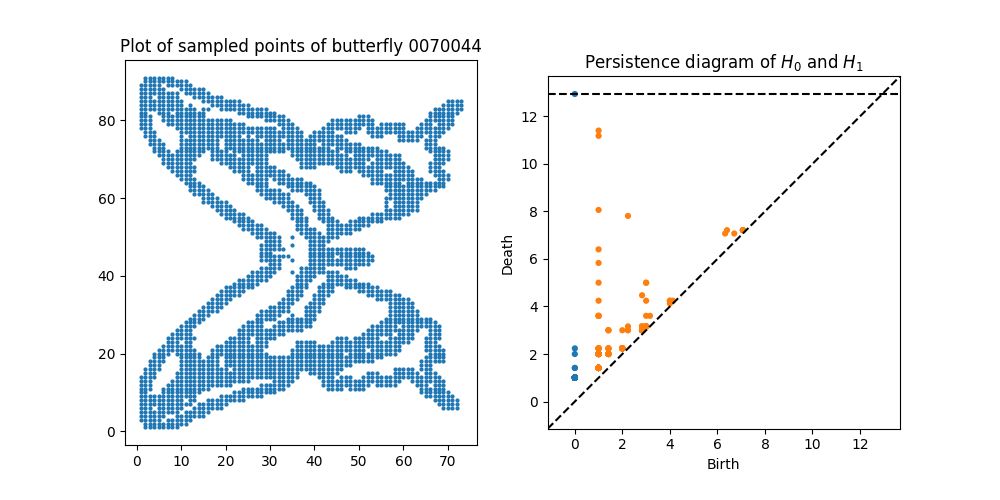 Plot of sampled points of butterfly 0070044
80
60
40
20
0
0 10 20 30 40 50 60 70
Persistence diagram of H₀ and H₁
12
10
8
6
4
2
0
Death
0 2 4 6 8 10 12
Birth